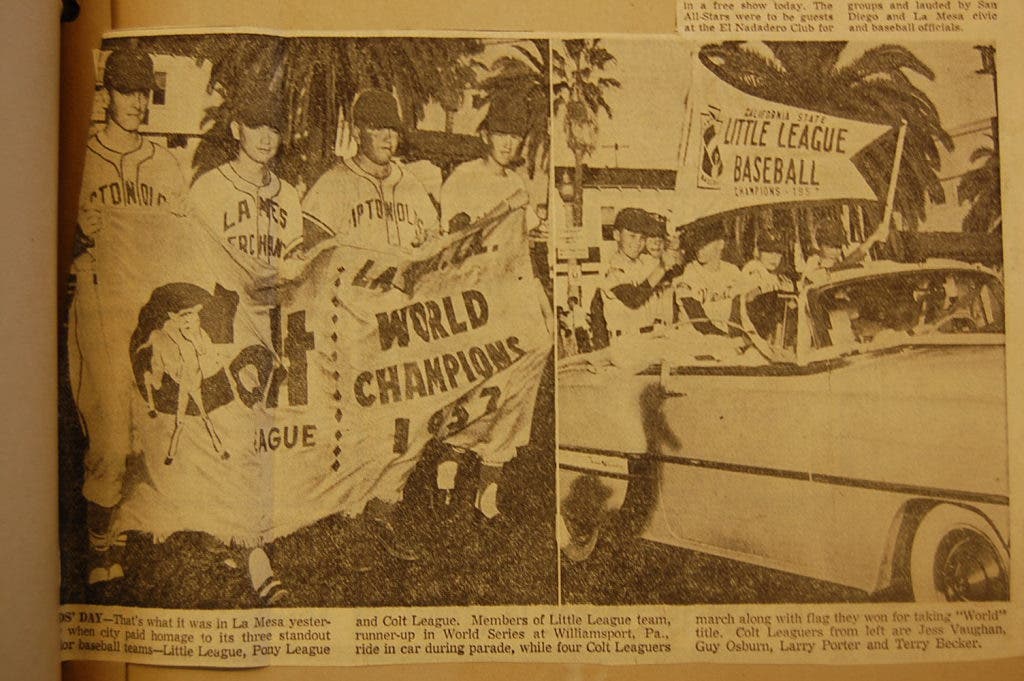 in a free show today. The
All-Stars were to be guests
at the El Nadadero Club for
groups and lauded by San
Diego and La Mesa civic
and baseball officials.
LA MES
Colt
LEAGUE
WORLD
CHAMPIONS
1957
CALIFORNIA STATE
LITTLE LEAGUE
BASEBALL
CHAMPIONS - 1957
DS' DAY—That's what it was in La Mesa yester-
when city paid homage to its three standout
ior baseball teams—Little League, Pony League
and Colt League. Members of Little League team,
runner-up in World Series at Williamsport, Pa.,
ride in car during parade, while four Colt Leaguers
march along with flag they won for taking "World"
title. Colt Leaguers from left are Jess Vaughan,
Guy Osburn, Larry Porter and Terry Becker.